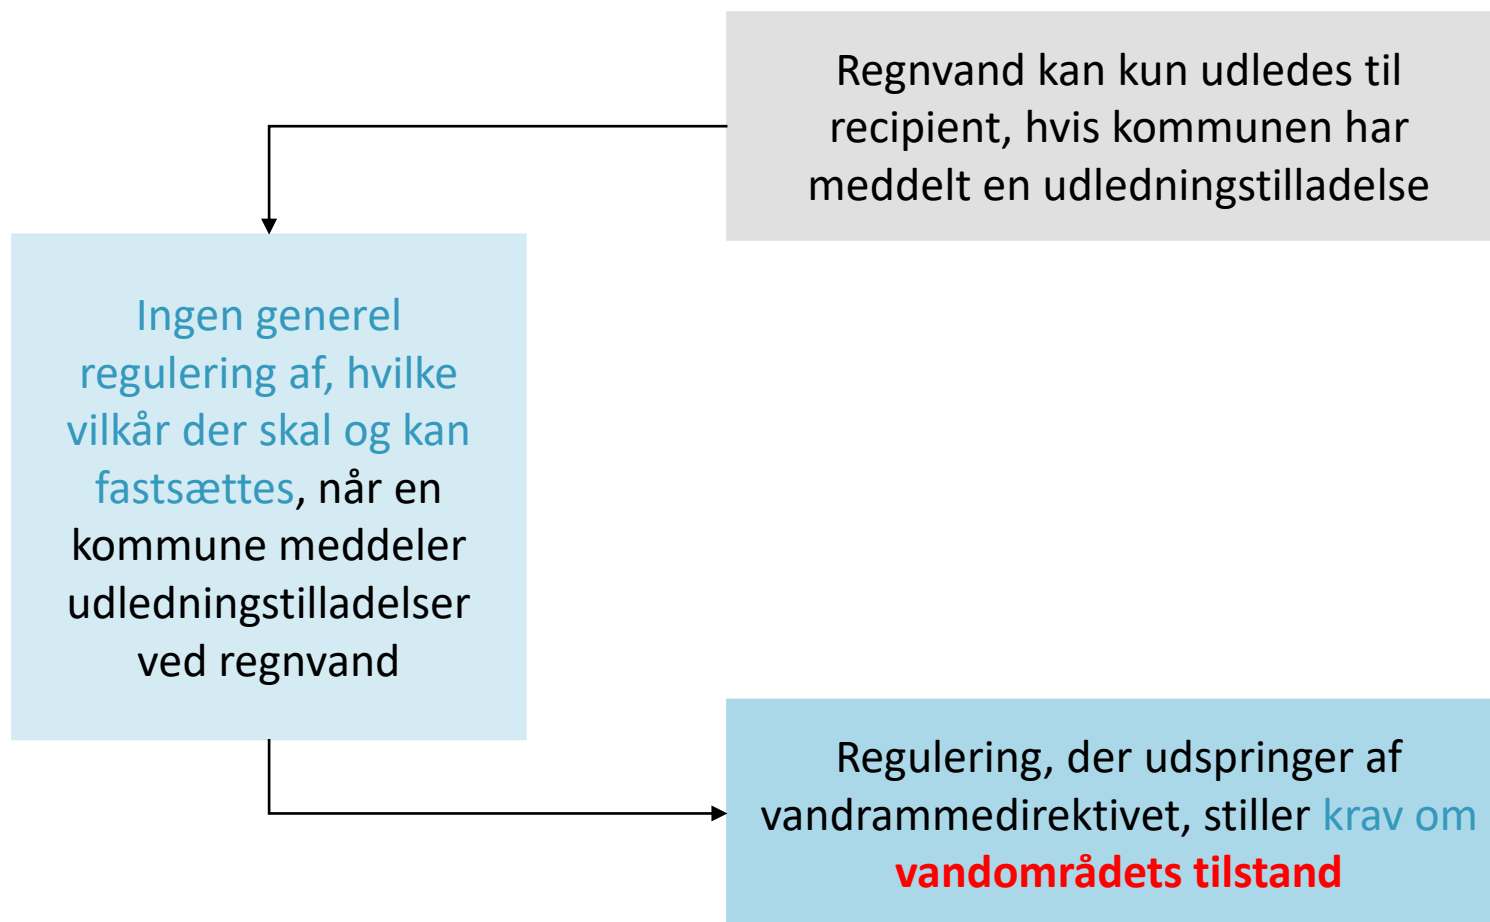 Regnvand kan kun udledes til
recipient, hvis kommunen har
meddelt en udledningstilladelse
Ingen generel
regulering af, hvilke
vilkår der skal og kan
fastsættes, når en
kommune meddeler
udledningstilladelser
ved regnvand
Regulering, der udspringer af
vandrammedirektivet, stiller krav om
vandområdets tilstand